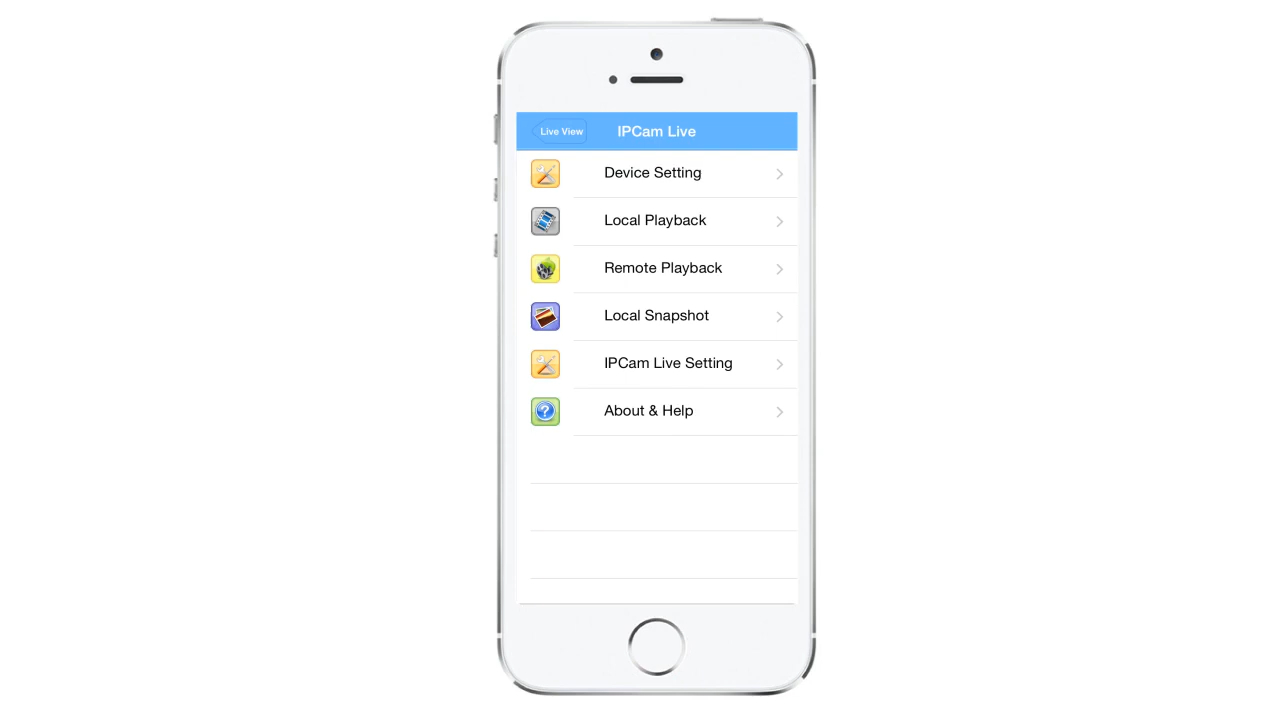 Live View
IPCam Live
Device Setting
Local Playback
Remote Playback
Local Snapshot
IPCam Live Setting
About & Help